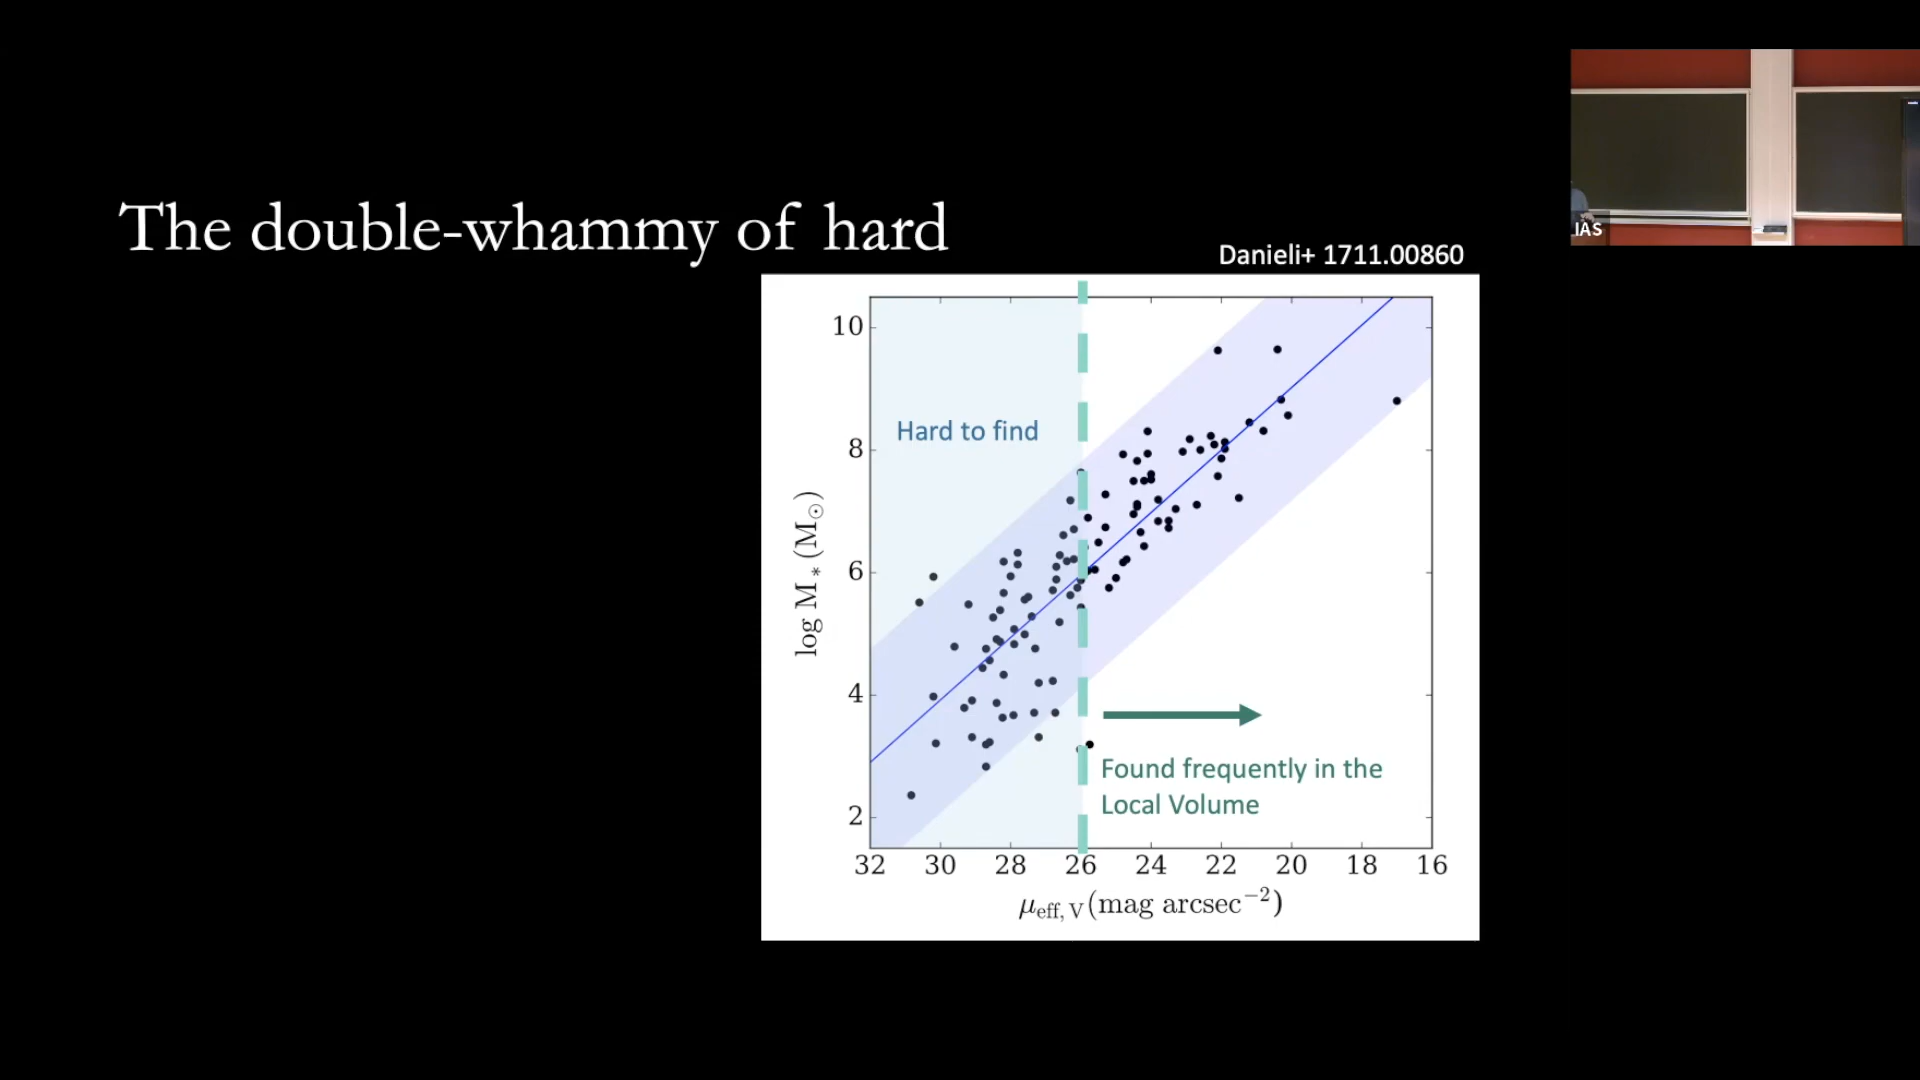 The double-whammy of hard
Danieli+ 1711.00860
IAS
Hard to find
Found frequently in the
Local Volume
log M* (M☉)
10
8
6
4
2
32 30 28 26 24 22 20 18 16
μeff, V (mag arcsec⁻²)